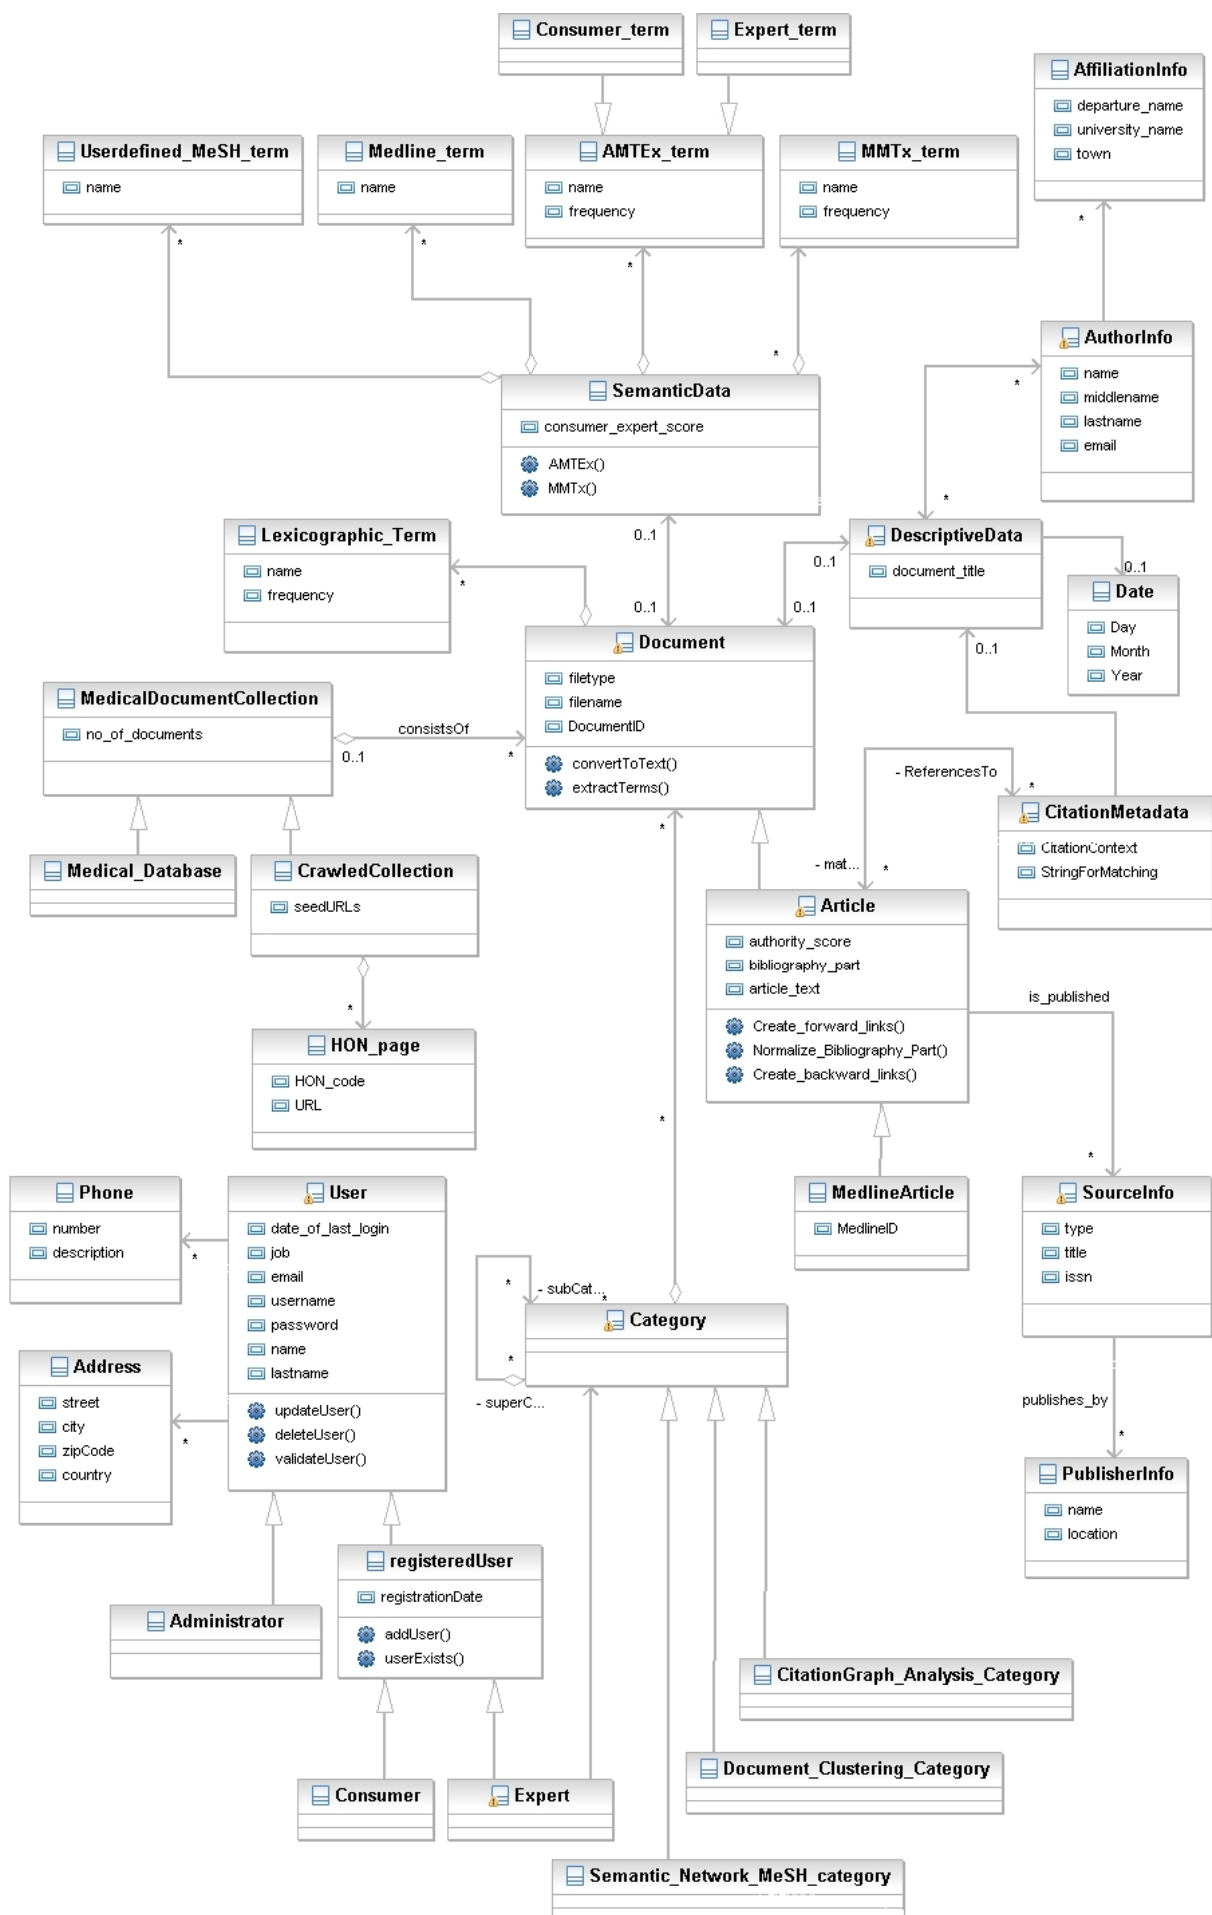 Consumer_term
Expert_term
AffiliationInfo
departure_name
university_name
town
Userdefined_MeSH_term
name
Medline_term
name
AMTEx_term
name
frequency
MMTx_term
name
frequency
*
*
*
*
*
*
AuthorInfo
name
middlename
lastname
email
*
*
SemanticData
consumer_expert_score
AMTEx()
MMTx()
0..1
0..1
Lexicographic_Term
name
frequency
*
DescriptiveData
document_title
0..1
0..1
0..1
Date
Day
Month
Year
0..1
Document
filetype
filename
DocumentID
convertToText()
extractTerms()
MedicalDocumentCollection
no_of_documents
consistsOf
0..1
*
- ReferencesTo
*
CitationMetadata
CitationContext
StringForMatching
*
- mat...
*
Medical_Database
CrawledCollection
seedURLs
*
Article
authority_score
bibliography_part
article_text
Create_forward_links()
Normalize_Bibliography_Part()
Create_backward_links()
is_published
*
HON_page
HON_code
URL
*
MedlineArticle
MedlineID
SourceInfo
type
title
issn
Phone
number
description
*
User
date_of_last_login
job
email
username
password
name
lastname
updateUser()
deleteUser()
validateUser()
Address
street
city
zipCode
country
*
*
- subCat...
*
Category
*
- superC...
publishes_by
*
PublisherInfo
name
location
registeredUser
registrationDate
addUser()
userExists()
Administrator
CitationGraph_Analysis_Category
Document_Clustering_Category
Consumer
Expert
Semantic_Network_MeSH_category